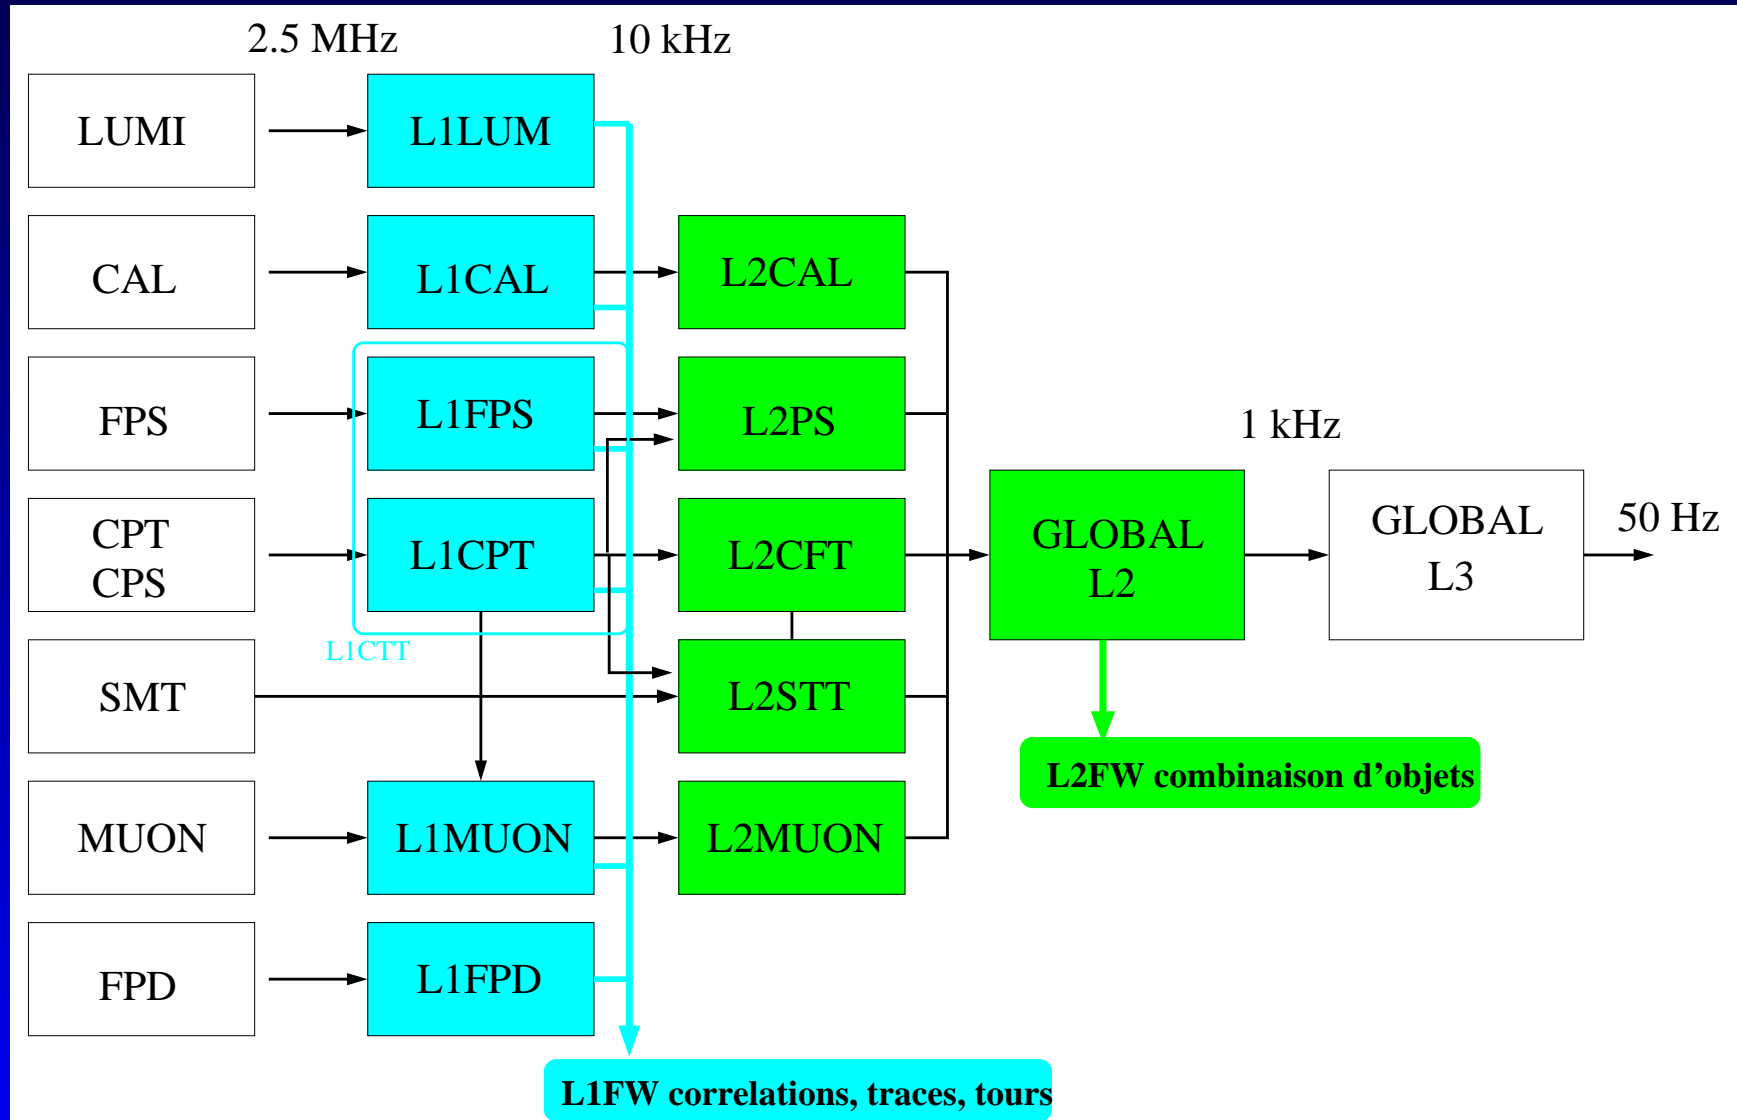 2.5 MHz 10 kHz
LUMI L1LUM
CAL L1CAL L2CAL
FPS L1FPS L2PS
1 kHz
CPT
CPS
L1CPT L2CFT
GLOBAL
L2
GLOBAL
L3
50 Hz
L1CTT
SMT L2STT
L2FW combinaison d'objets
MUON L1MUON L2MUON
FPD L1FPD
L1FW correlations, traces, tours